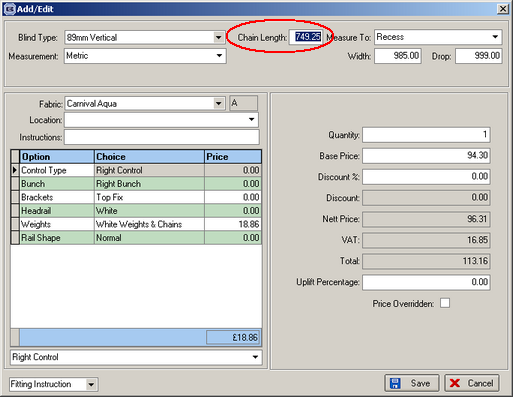 Add/Edit
Blind Type: 89mm Vertical Chain Length: 749.25 Measure To: Recess
Measurement: Metric Width: 985.00 Drop: 999.00
Fabric: Carnival Aqua A
Location:
Instructions:
Option Choice Price
Control Type Right Control 0.00
Bunch Right Bunch 0.00
Brackets Top Fix 0.00
Headrail White 0.00
Weights White Weights & Chains 18.86
Rail Shape Normal 0.00
£18.86
Right Control
Quantity: 1
Base Price: 94.30
Discount %: 0.00
Discount: 0.00
Nett Price: 96.31
VAT: 16.85
Total: 113.16
Uplift Percentage: 0.00
Price Overridden:
Fitting Instruction Save Cancel